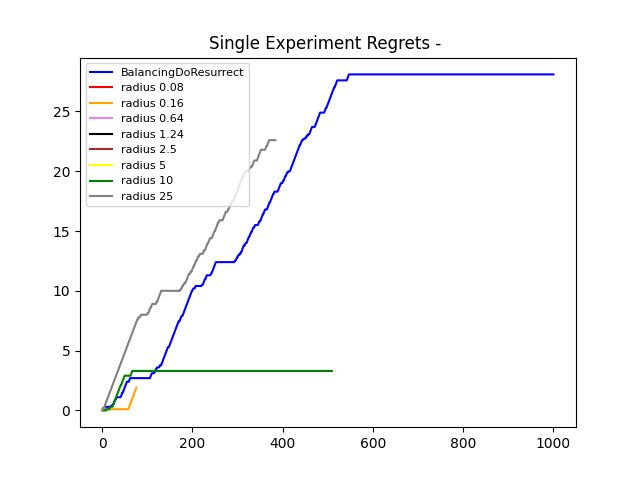 Single Experiment Regrets -
BalancingDoResurrect
radius 0.08
radius 0.16
radius 0.64
radius 1.24
radius 2.5
radius 5
radius 10
radius 25
25
20
15
10
5
0
0 200 400 600 800 1000